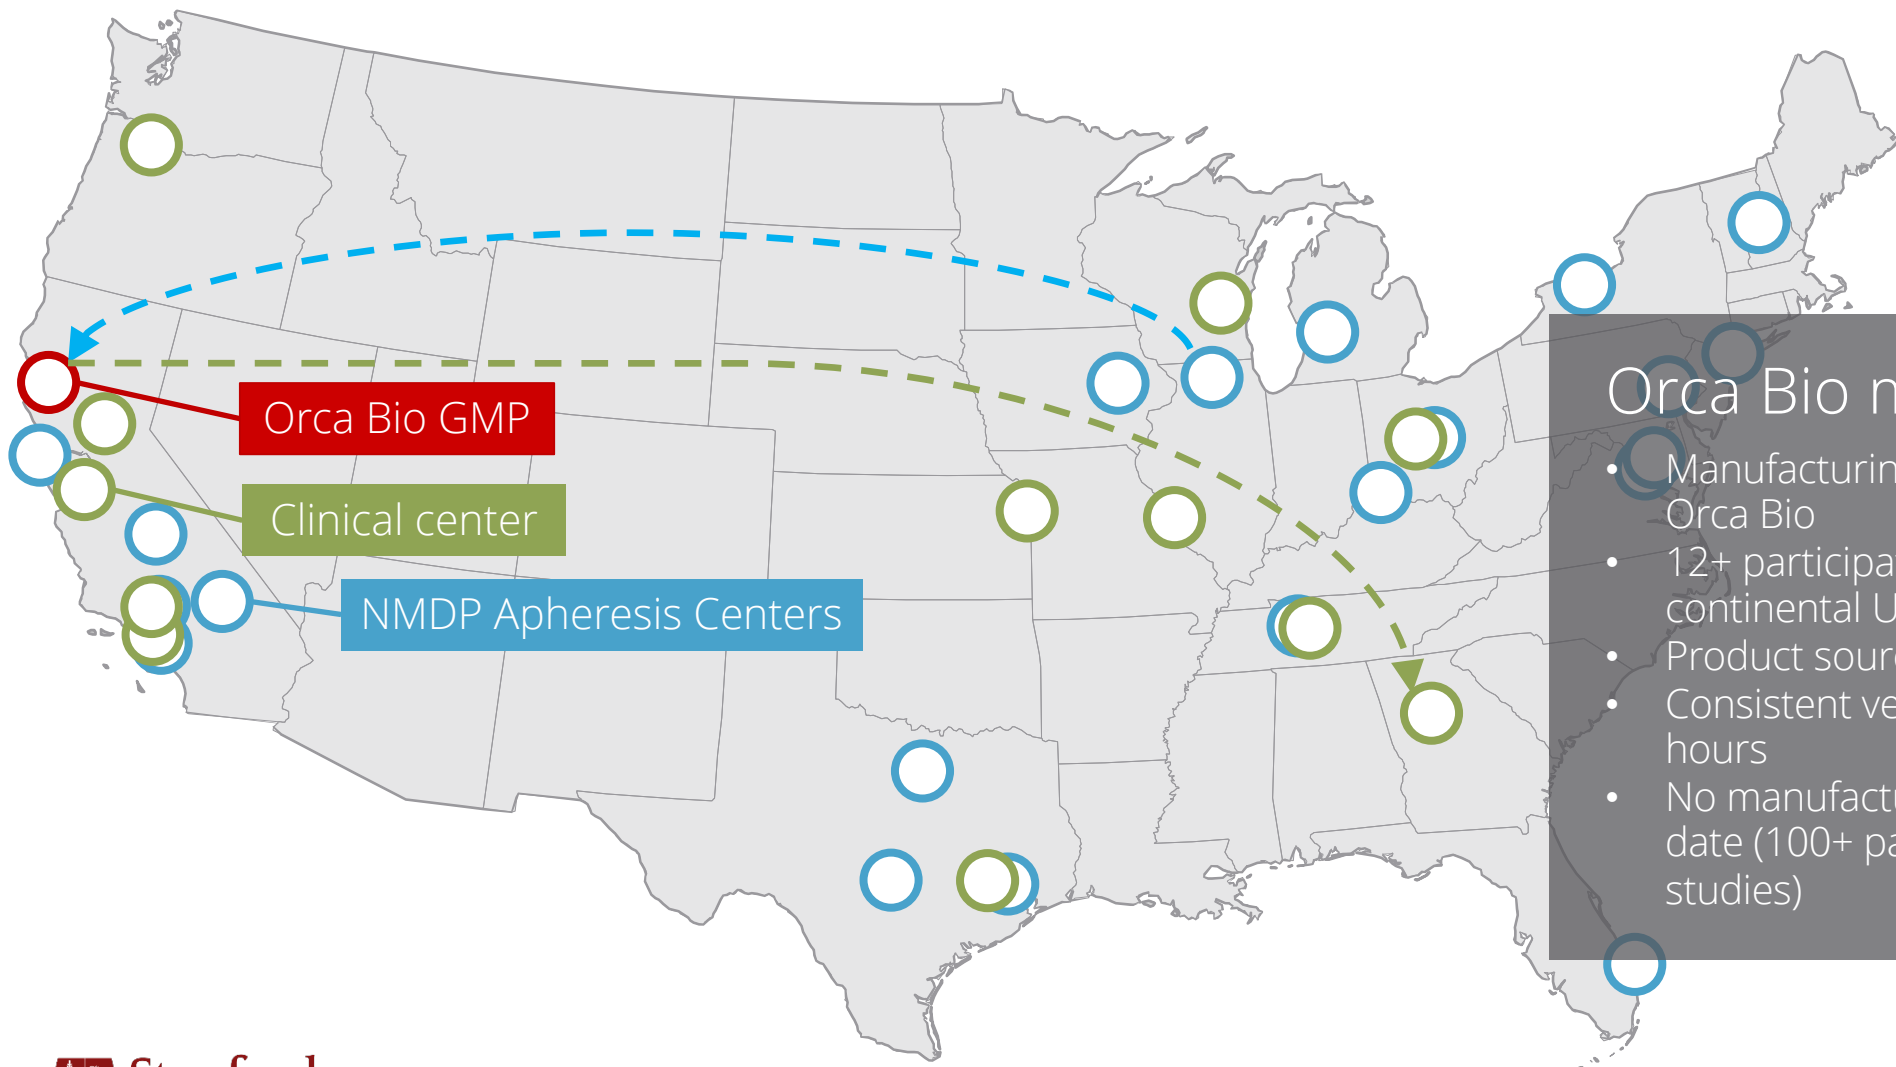 Orca Bio GMP
Clinical center
NMDP Apheresis Centers
Orca Bio
• Manufacturin
Orca Bio
• 12+ participa
continental U
• Product sour
• Consistent ve
hours
• No manufactu
date (100+ pa
studies)